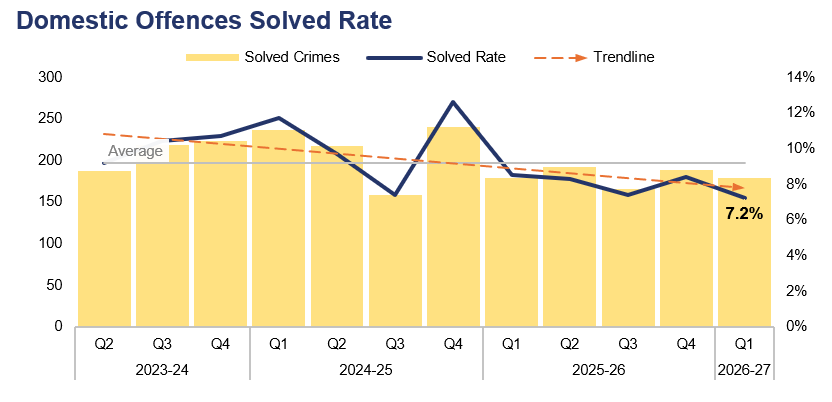 Domestic Offences Solved Rate
Solved Crimes Solved Rate Trendline
300 14%
250 12%
200 10%
150 8%
100 6%
50 4%
0 2%
0%
Average
7.2%
Q2 Q3 Q4 Q1 Q2 Q3 Q4 Q1 Q2 Q3 Q4 Q1
2023-24 2024-25 2025-26 2026-27